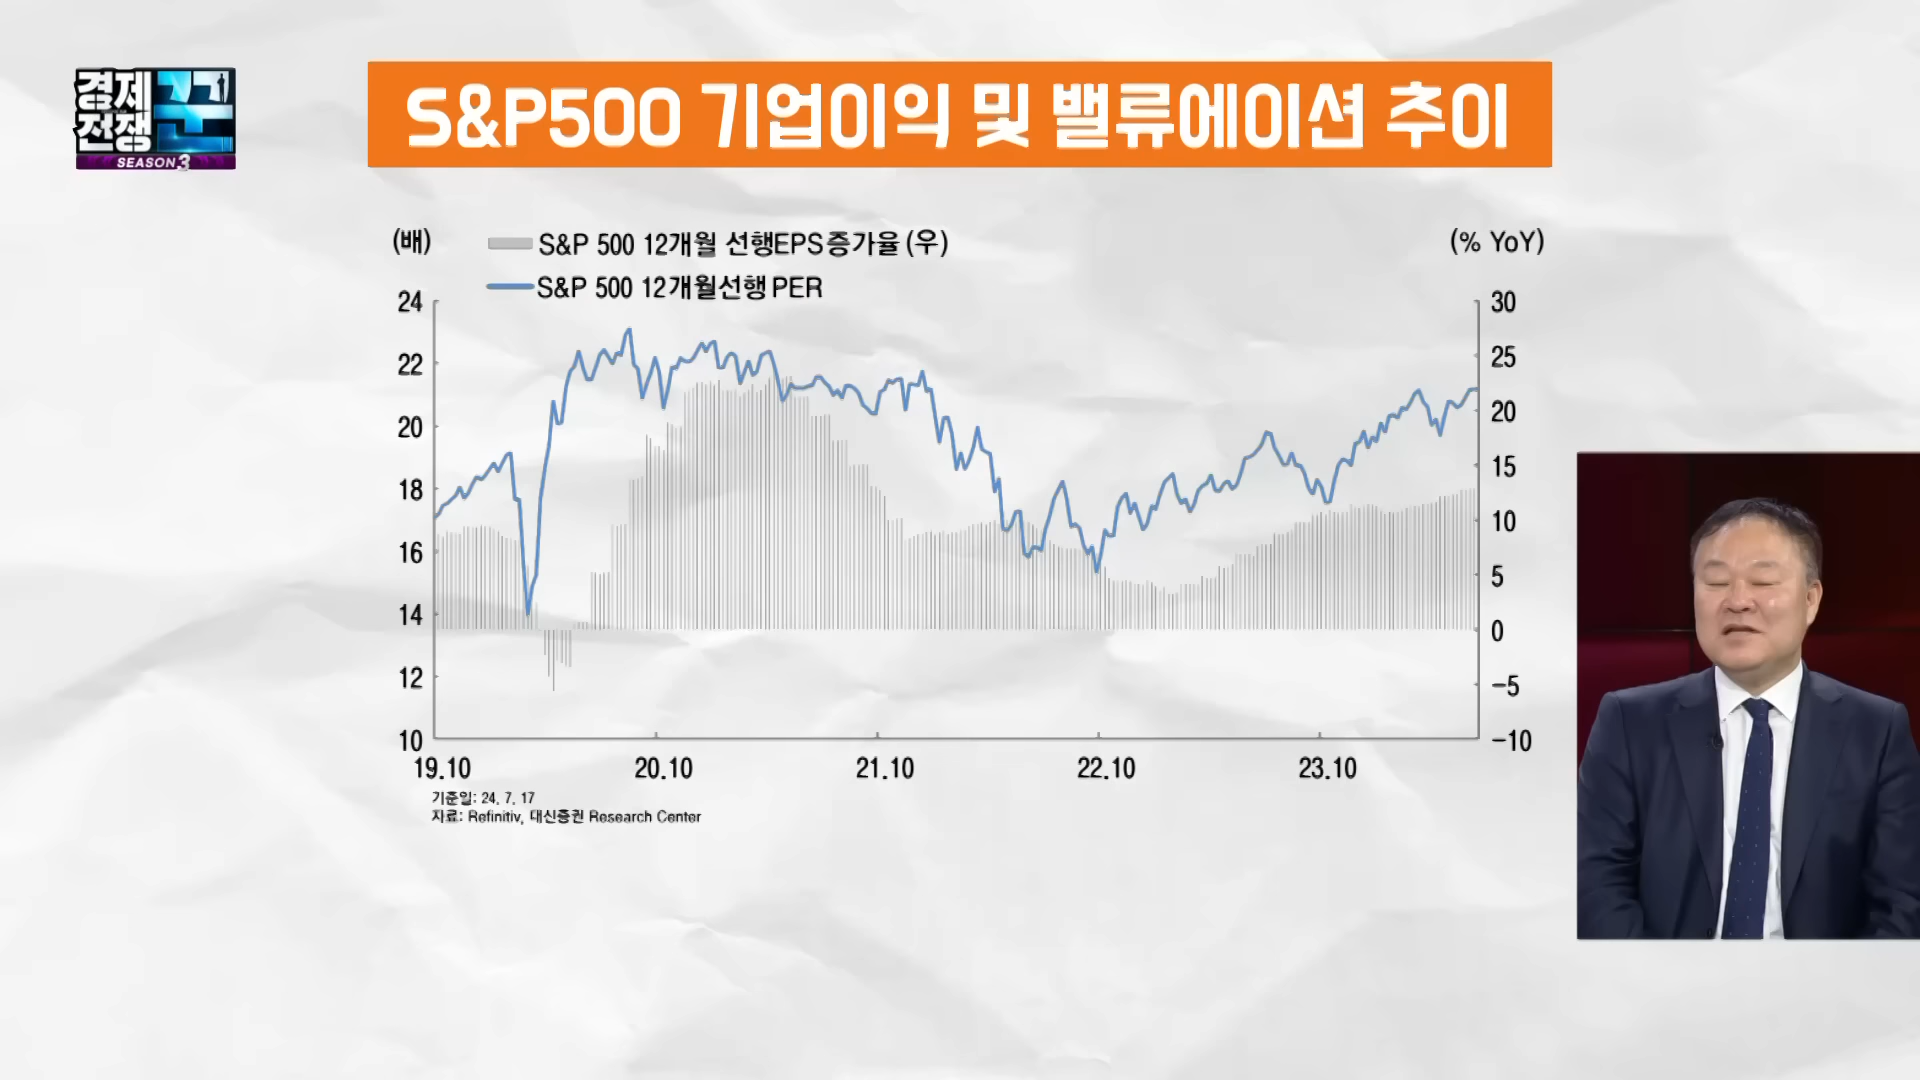 경제
전쟁 꾼
SEASON3
S&P500 기업이익 및 밸류에이션 추이
(배)
S&P 500 12개월 선행EPS증가율 (우)
(% YoY)
S&P 500 12개월선행 PER
24
22
20
18
16
14
12
10
30
25
20
15
10
5
0
-5
-10
19.10 20.10 21.10 22.10 23.10
기준일: 24. 7. 17
자료: Refinitiv, 대신증권 Research Center